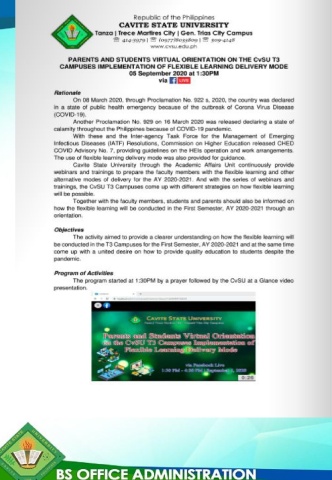 Republic of the Philippines
CAVITE STATE UNIVERSITY
Tanza | Trece Martires City | Gen. Trias City Campus
www.cvsu.edu.ph
PARENTS AND STUDENTS VIRTUAL ORIENTATION ON THE CvSU T3
CAMPUSES IMPLEMENTATION OF FLEXIBLE LEARNING DELIVERY MODE
05 September 2020 at 1:30PM
via f LIVE
Rationale
On 08 March 2020, through Proclamation No. 922 s, 2020, the country was declared
in a state of public health emergency because of the outbreak of Corona Virus Disease
(COVID-19).
Another Proclamation No. 929 on 16 March 2020 was released declaring a state of
calamity throughout the Philippines because of COVID-19 pandemic.
With these and the Inter-agency Task Force for the Management of Emerging
Infectious Diseases (IATF) Resolutions, Commission on Higher Education released CHED
COVID Advisory No. 7, providing guidelines on the HEIs operation and work arrangements.
The use of flexible learning delivery mode was also provided for guidance.
Cavite State University through the Academic Affairs Unit continuously provide
webinars and trainings to prepare the faculty members with the flexible learning and other
alternative modes of delivery for the AY 2020-2021. And with the series of webinars and
trainings, the CvSU T3 Campuses come up with different strategies on how flexible learning
will be possible.
Together with the faculty members, students and parents should also be informed on
how the flexible learning will be conducted in the First Semester, AY 2020-2021 through an
orientation.
Objectives
The activity aimed to provide a clearer understanding on how the flexible learning will
be conducted in the T3 Campuses for the First Semester, AY 2020-2021 and at the same time
come up with a united desire on how to provide quality education to students despite the
pandemic.
Program of Activities
The program started at 1:30PM by a prayer followed by the CvSU at a Glance video
presentation.
CAVITE STATE UNIVERSITY
Parents and Students Virtual Orientation
on the CvSU T3 Campuses Implementation of
Flexible Learning Delivery Mode
via Facebook Live
BS OFFICE ADMINISTRATION